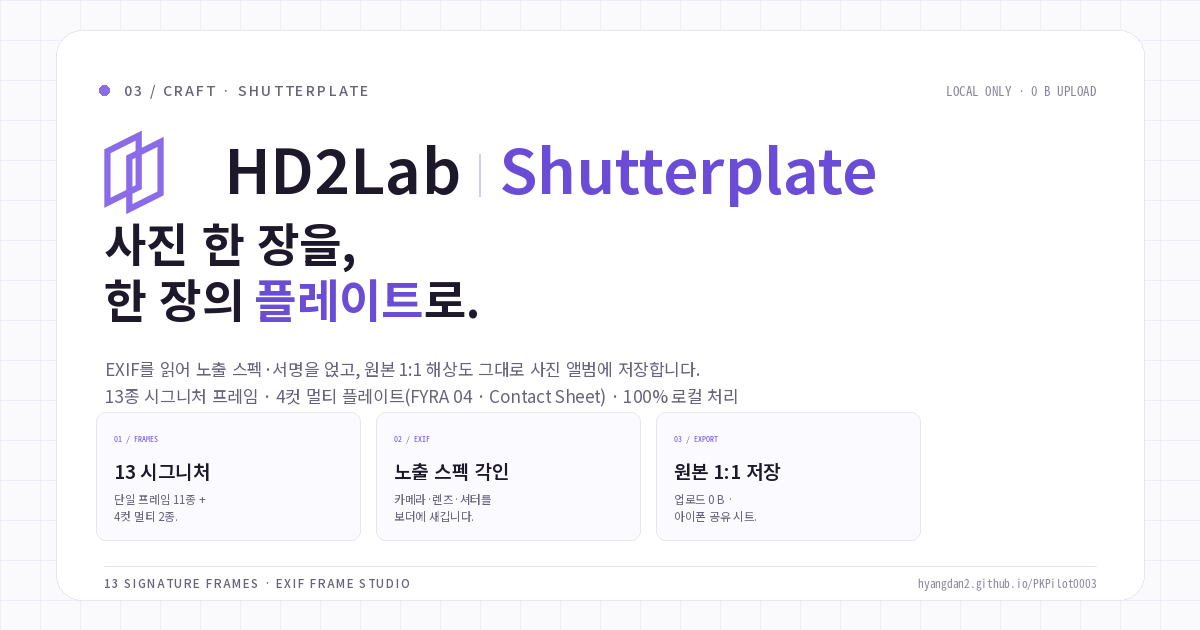 03 / CRAFT · SHUTTERPLATE
LOCAL ONLY · 0 B UPLOAD
HD2Lab | Shutterplate
사진 한 장을,
한 장의 플레이트로.
EXIF를 읽어 노출 스펙·서명을 얹고, 원본 1:1 해상도 그대로 사진 앨범에 저장합니다.
13종 시그니처 프레임 · 4컷 멀티 플레이트(FYRA 04 · Contact Sheet) · 100% 로컬 처리
01 / FRAMES
13 시그니처
단일 프레임 11종 +
4컷 멀티 2종.
02 / EXIF
노출 스펙 각인
카메라·렌즈·셔터를
보더에 새깁니다.
03 / EXPORT
원본 1:1 저장
업로드 0 B ·
아이폰 공유 시트.
13 SIGNATURE FRAMES · EXIF FRAME STUDIO
hyangdan2.github.io/PKPilot0003